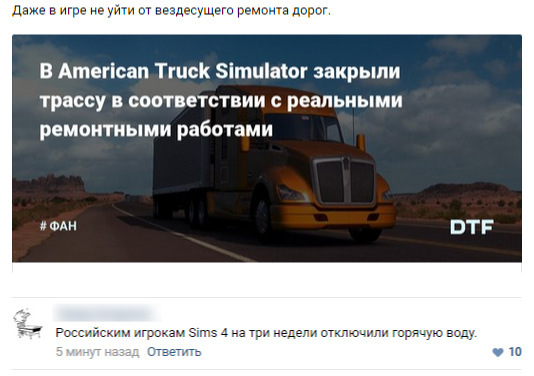 Даже в игре не уйти от вездесущего ремонта дорог.
В American Truck Simulator закрыли
трассу в соответствии с реальными
ремонтными работами
# ФАН
DTF
Российским игрокам Sims 4 на три недели отключили горячую воду.
5 минут назад Ответить
10